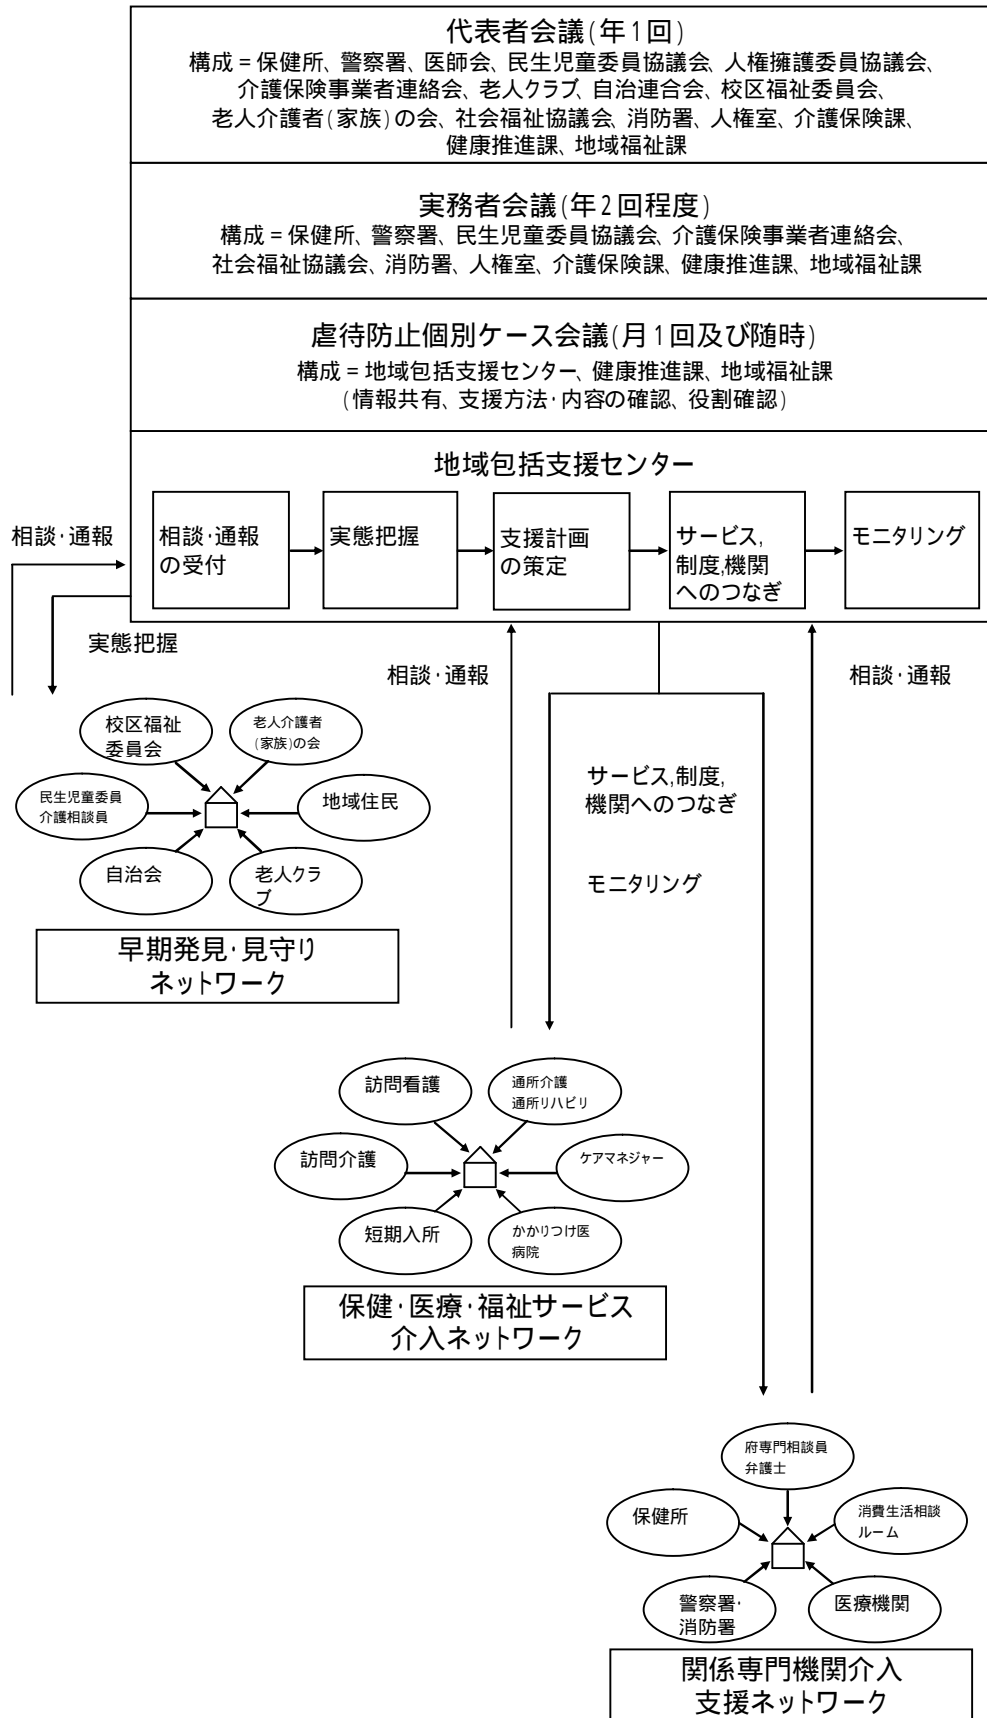 代表者会議(年1回)
構成=保健所、警察署、医師会、民生児童委員協議会、人権擁護委員協議会、
介護保険事業者連絡会、老人クラブ、自治連合会、校区福祉委員会、
老人介護者(家族)の会、社会福祉協議会、消防署、人権室、介護保険課、
健康推進課、地域福祉課
実務者会議(年2回程度)
構成=保健所、警察署、民生児童委員協議会、介護保険事業者連絡会、
社会福祉協議会、消防署、人権室、介護保険課、健康推進課、地域福祉課
虐待防止個別ケース会議(月1回及び随時)
構成=地域包括支援センター、健康推進課、地域福祉課
(情報共有、支援方法・内容の確認、役割確認)
地域包括支援センター
相談・通報
の受付
実態把握
支援計画
の策定
サービス,
制度,機関
へのつなぎ
モニタリング
相談・通報
実態把握
相談・通報
相談・通報
校区福祉
委員会
老人介護者
(家族)の会
民生児童委員
介護相談員
地域住民
自治会
老人クラ
ブ
早期発見・見守り
ネットワーク
サービス,制度,
機関へのつなぎ
モニタリング
訪問看護
通所介護
通所リハビリ
訪問介護
ケアマネジャー
短期入所
かかりつけ医
病院
保健・医療・福祉サービス
介入ネットワーク
府専門相談員
弁護士
保健所
消費生活相談
ルーム
警察署・
消防署
医療機関
関係専門機関介入
支援ネットワーク